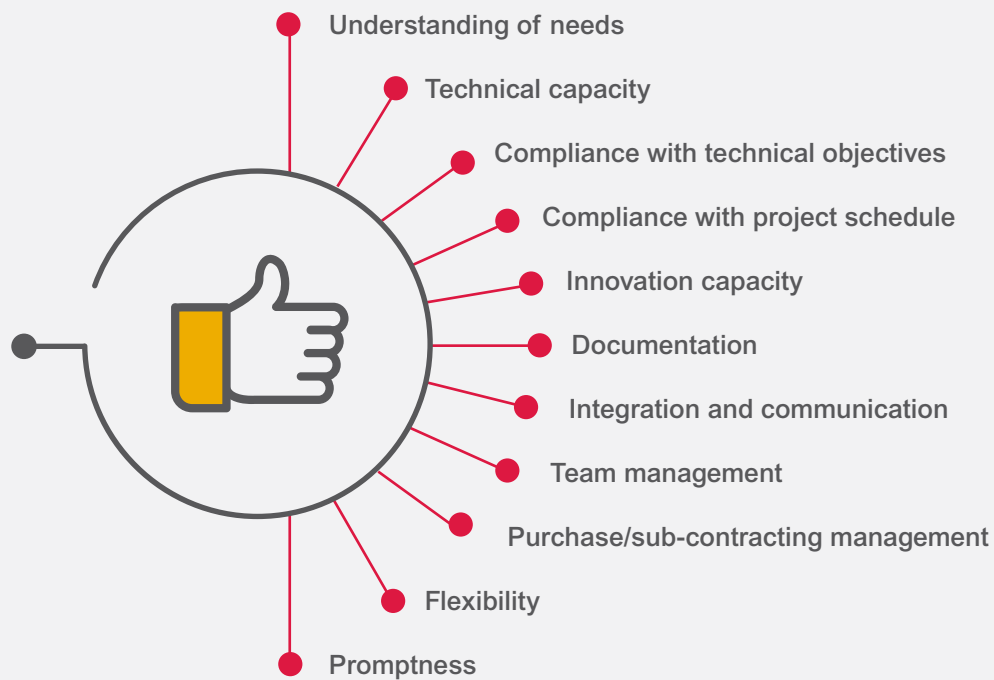 Understanding of needs
Technical capacity
Compliance with technical objectives
Compliance with project schedule
Innovation capacity
Documentation
Integration and communication
Team management
Purchase/sub-contracting management
Flexibility
Promptness